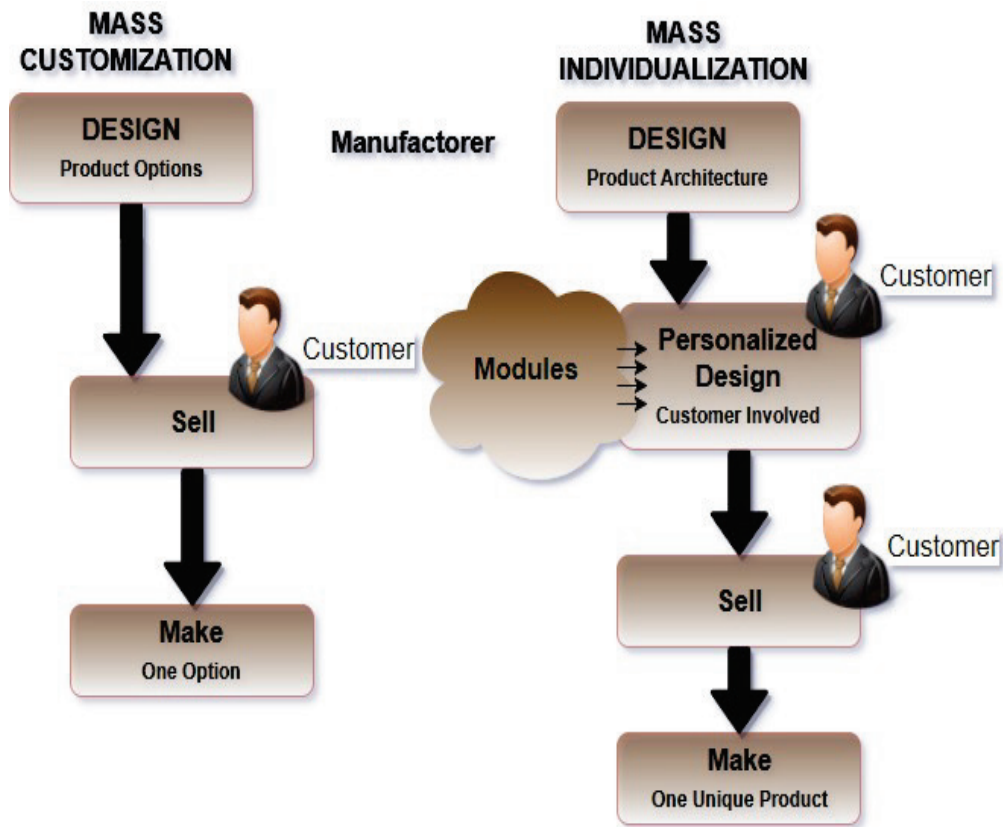 MASS
CUSTOMIZATION
DESIGN
Product Options
Customer
Sell
Make
One Option
Manufactorer
MASS
INDIVIDUALIZATION
DESIGN
Product Architecture
Customer
Modules
Personalized
Design
Customer Involved
Customer
Sell
Make
One Unique Product